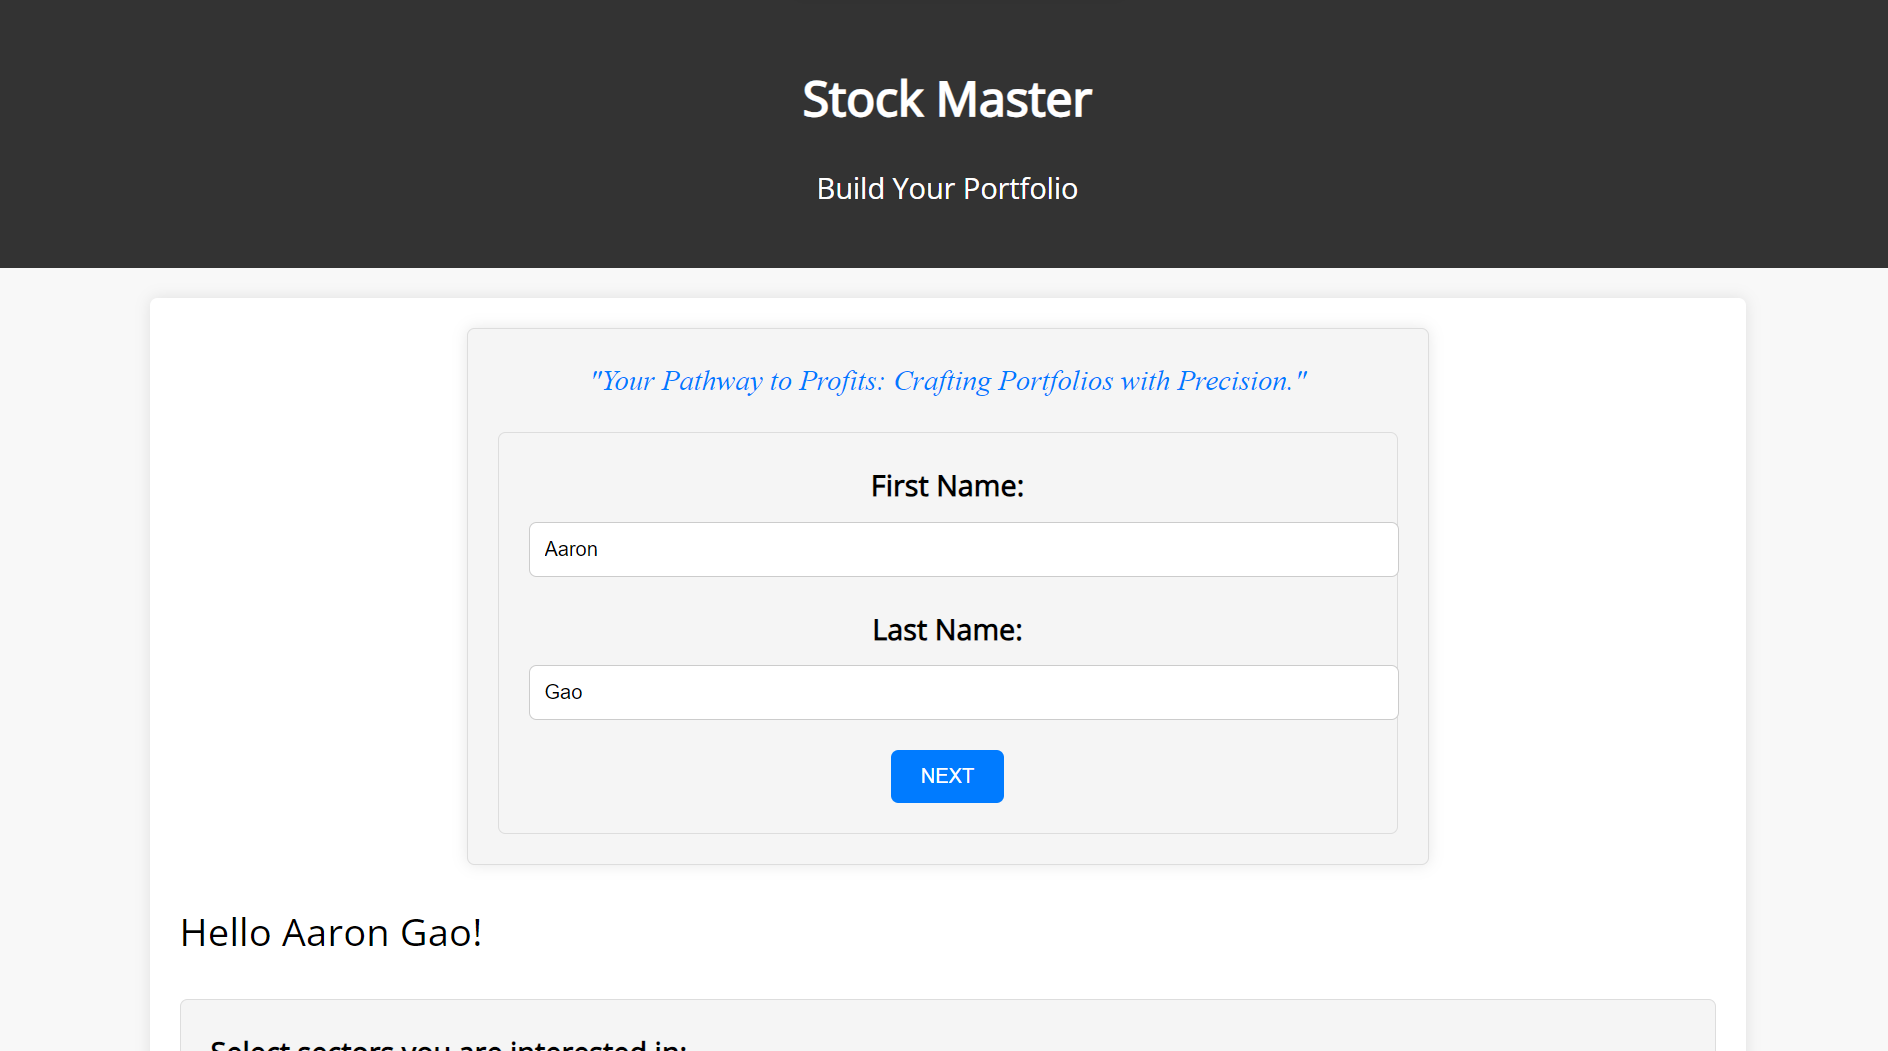 Stock Master
Build Your Portfolio
"Your Pathway to Profits: Crafting Portfolios with Precision."
First Name:
Aaron
Last Name:
Gao
NEXT
Hello Aaron Gao!
Select sectors you are interested in: